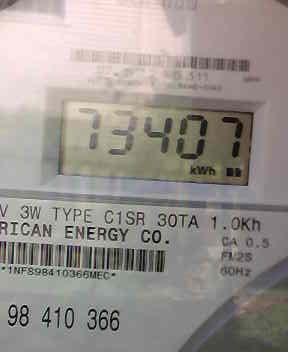 73407
kWh
V 3W TYPE C1SR 30TA 1.0Kh
RICAN ENERGY CO.
CA 0.5
FM2S
60Hz
*1NF898410366MEC*
98 410 366